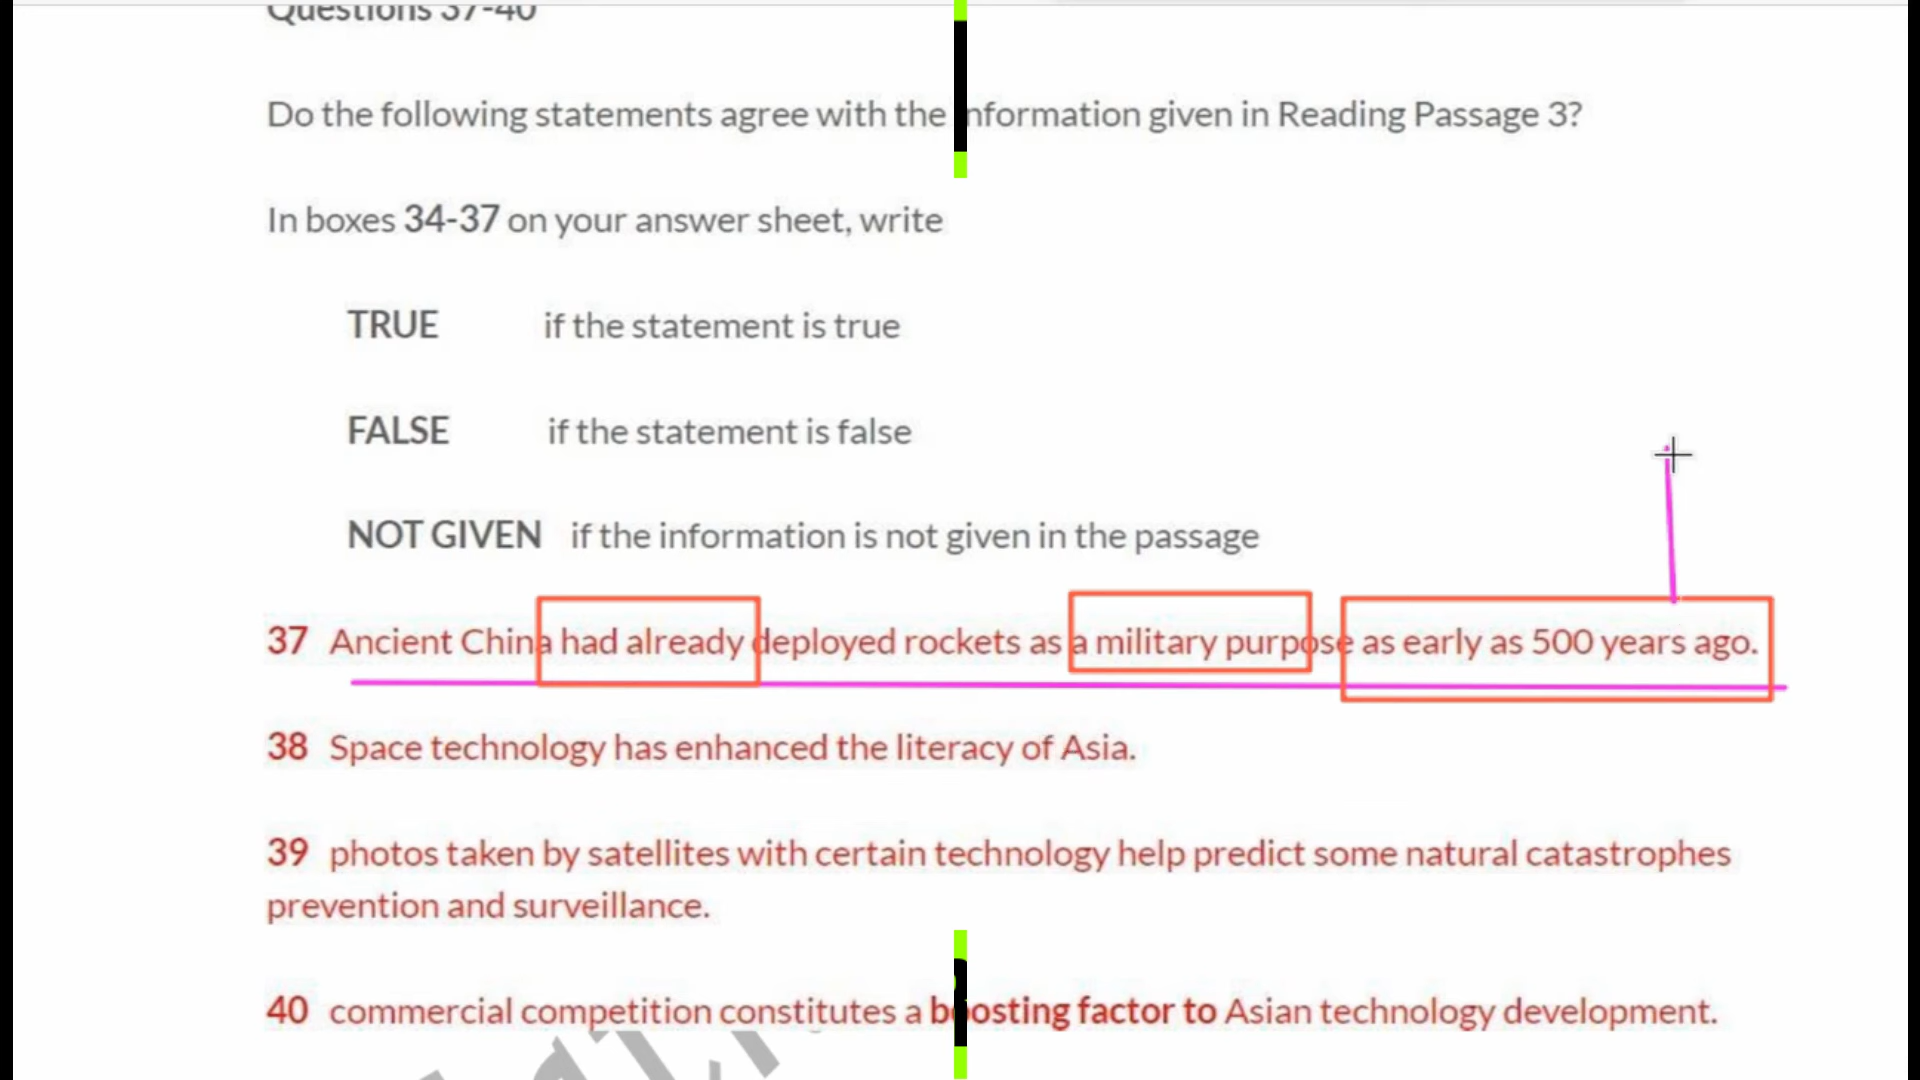 Questions 37-40
Do the following statements agree with the information given in Reading Passage 3?
In boxes 34-37 on your answer sheet, write
TRUE if the statement is true
FALSE if the statement is false
NOT GIVEN if the information is not given in the passage
37 Ancient China had already deployed rockets as a military purpose as early as 500 years ago.
38 Space technology has enhanced the literacy of Asia.
39 photos taken by satellites with certain technology help predict some natural catastrophes
prevention and surveillance.
40 commercial competition constitutes a boosting factor to Asian technology development.